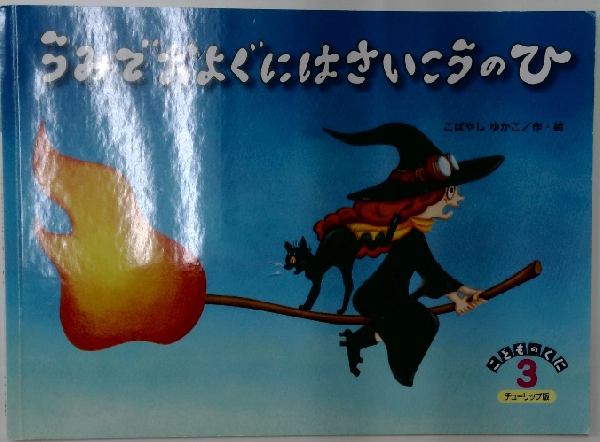 うみでおよぐにはさいこうのひ
こばやし ゆかこ/作・絵
こどものくに
3
チューリップ版